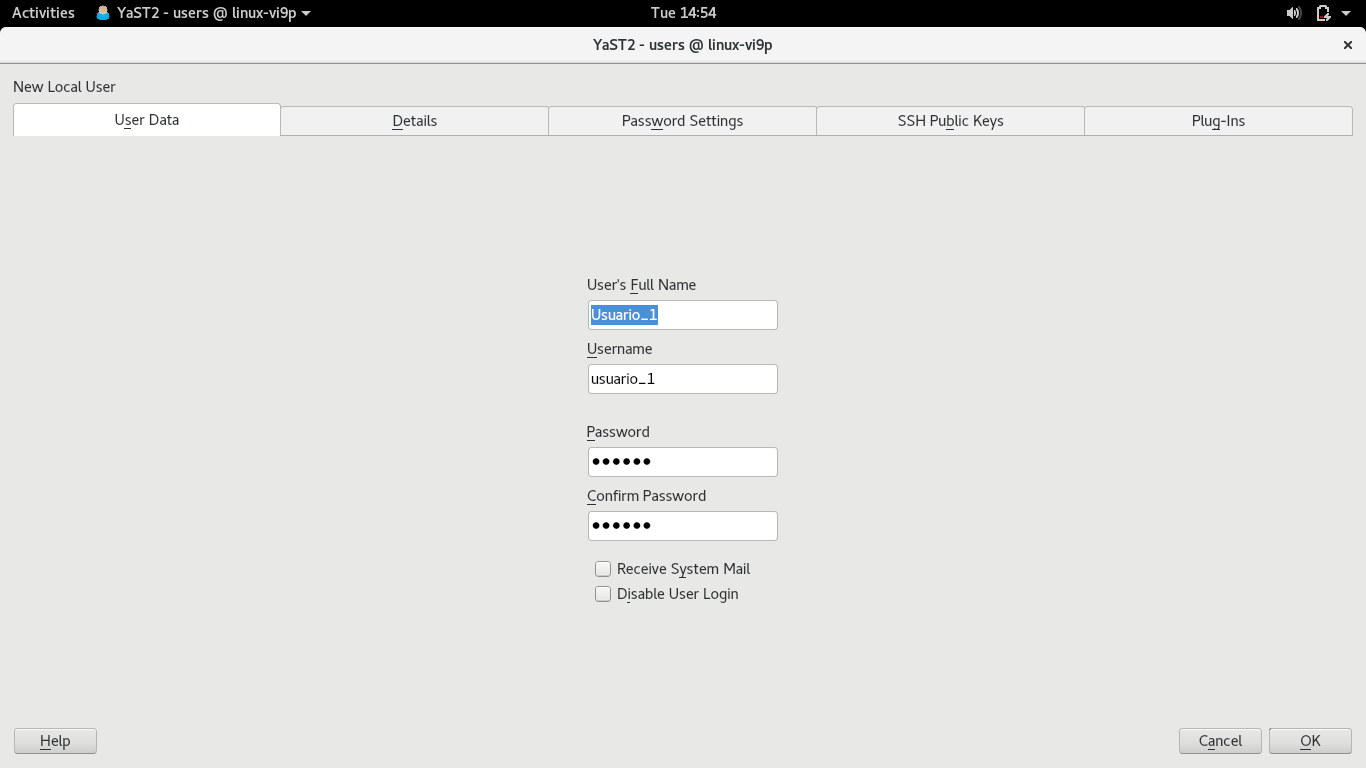 Activities YaST2 - users @ linux-vi9p Tue 14:54
YaST2 - users @ linux-vi9p
New Local User
User Data Details Password Settings SSH Public Keys Plug-Ins
User's Full Name
Usuario_1
Username
usuario_1
Password
●●●●●●
Confirm Password
●●●●●●
Receive System Mail
Disable User Login
Help Cancel OK